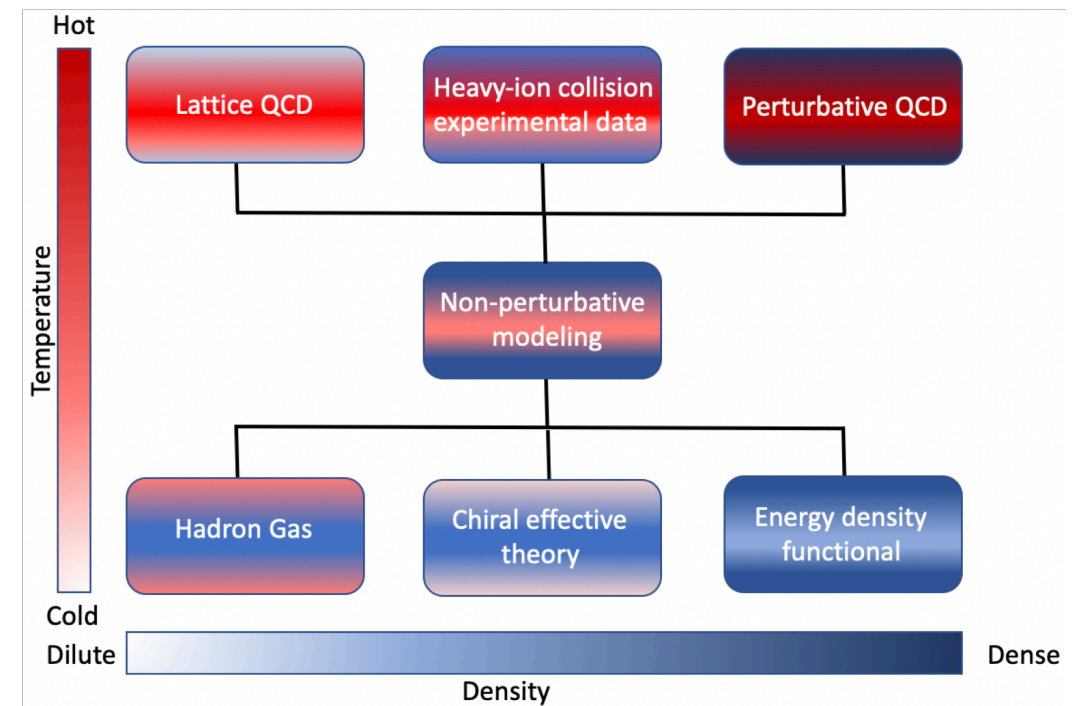 Hot
Lattice QCD
Heavy-ion collision
experimental data
Perturbative QCD
Temperature
Non-perturbative
modeling
Hadron Gas
Chiral effective
theory
Energy density
functional
Cold
Dilute
Dense
Density